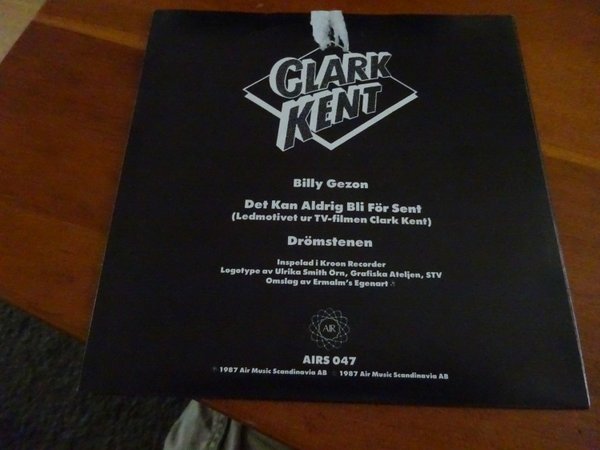 CLARK
KENT
Billy Gezon
Det Kan Aldrig Bli För Sent
(Ledmotivet ur TV-filmen Clark Kent)
Drömstenen
Inspelad i Kroon Recorder
Logotype av Ulrika Smith Örn, Grafiska Ateljen, STV
Omslag av Ermalm's Egenart
AIR
AIRS 047
℗ 1987 Air Music Scandinavia AB © 1987 Air Music Scandinavia AB